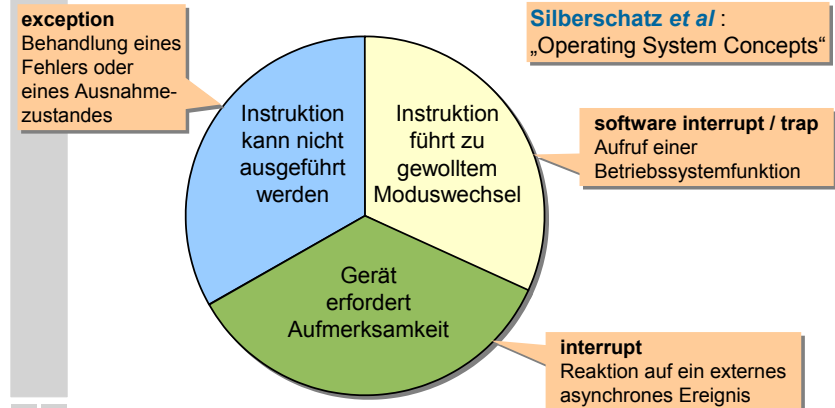 exception
Behandlung eines
Fehlers oder
eines Ausnahme-
zustandes
Silberschatz et al :
„Operating System Concepts“
Instruktion
kann nicht
ausgeführt
werden
Instruktion
führt zu
gewolltem
Moduswechsel
software interrupt / trap
Aufruf einer
Betriebssystemfunktion
Gerät
erfordert
Aufmerksamkeit
interrupt
Reaktion auf ein externes
asynchrones Ereignis